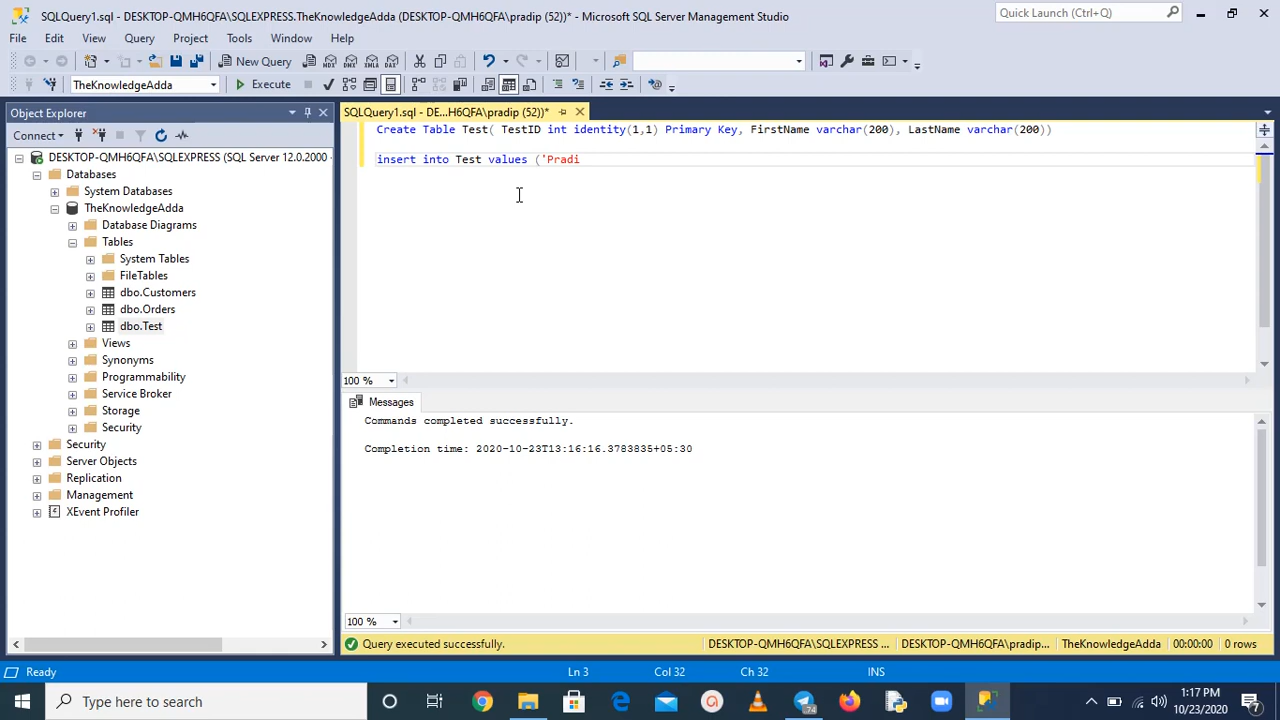 SQLQuery1.sql - DESKTOP-QMH6QFA\SQLEXPRESS.TheKnowledgeAdda (DESKTOP-QMH6QFA\pradip (52))* - Microsoft SQL Server Management Studio
Quick Launch (Ctrl+Q)
File Edit View Query Project Tools Window Help
New Query
MDX DMX XMLA DAX
TheKnowledgeAdda
Execute
Object Explorer
SQLQuery1.sql - DE...H6QFA\pradip (52))*
Connect
DESKTOP-QMH6QFA\SQLEXPRESS (SQL Server 12.0.2000 -
Databases
System Databases
TheKnowledgeAdda
Database Diagrams
Tables
System Tables
FileTables
dbo.Customers
dbo.Orders
dbo.Test
Views
Synonyms
Programmability
Service Broker
Storage
Security
Security
Server Objects
Replication
Management
XEvent Profiler
Create Table Test( TestID int identity(1,1) Primary Key, FirstName varchar(200), LastName varchar(200))
insert into Test values ('Pradi
100 %
Messages
Commands completed successfully.
Completion time: 2020-10-23T13:16:16.3783835+05:30
100 %
Query executed successfully.
DESKTOP-QMH6QFA\SQLEXPRESS ...
DESKTOP-QMH6QFA\pradip...
TheKnowledgeAdda
00:00:00
0 rows
Ready
Ln 3
Col 32
Ch 32
INS
Type here to search
74
1:17 PM
10/23/2020
7